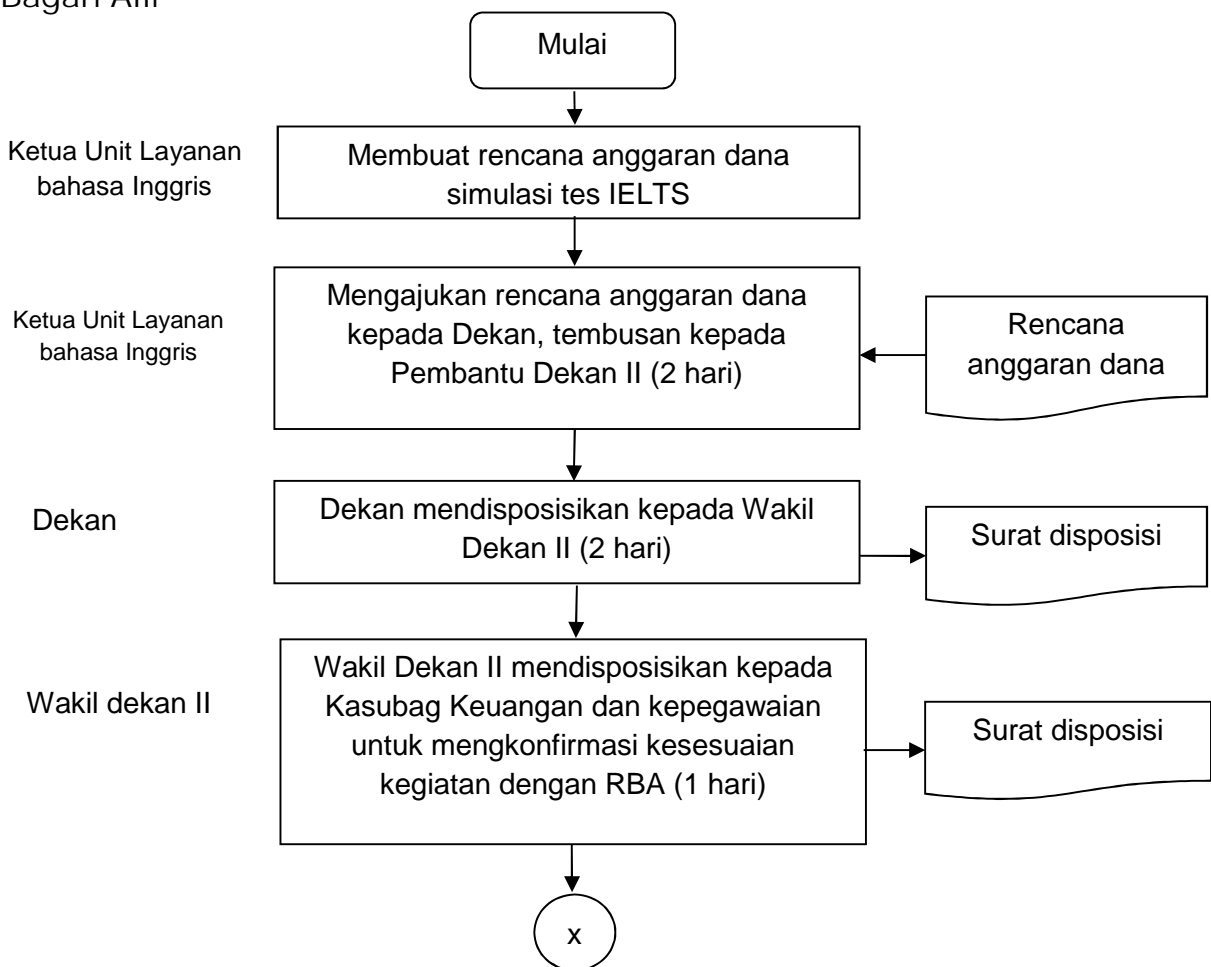 Bagan Alir
Mulai
Ketua Unit Layanan
bahasa Inggris
Membuat rencana anggaran dana
simulasi tes IELTS
Ketua Unit Layanan
bahasa Inggris
Mengajukan rencana anggaran dana
kepada Dekan, tembusan kepada
Pembantu Dekan II (2 hari)
Rencana
anggaran dana
Dekan
Dekan mendisposisikan kepada Wakil
Dekan II (2 hari)
Surat disposisi
Wakil dekan II
Wakil Dekan II mendisposisikan kepada
Kasubag Keuangan dan kepegawaian
untuk mengkonfirmasi kesesuaian
kegiatan dengan RBA (1 hari)
Surat disposisi
x